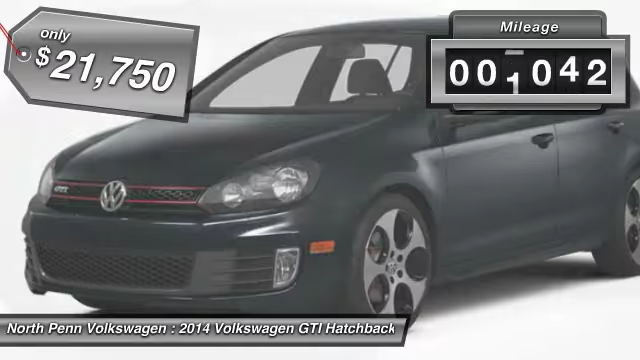 only
$21,750
Mileage
001042
GTI
North Penn Volkswagen : 2014 Volkswagen GTI Hatchback